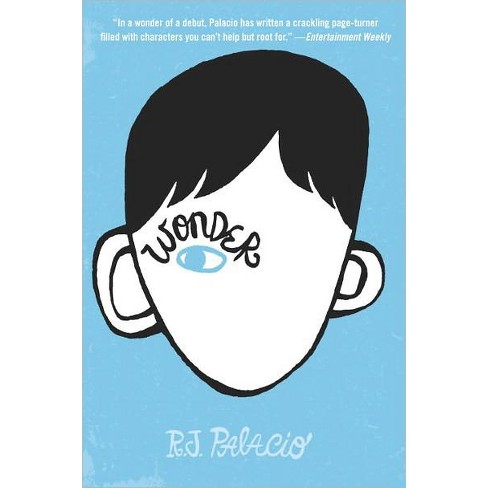 "In a wonder of a debut, Palacio has written a crackling page-turner
filled with characters you can't help but root for." —Entertainment Weekly
WONDER
R.J. PALACIO